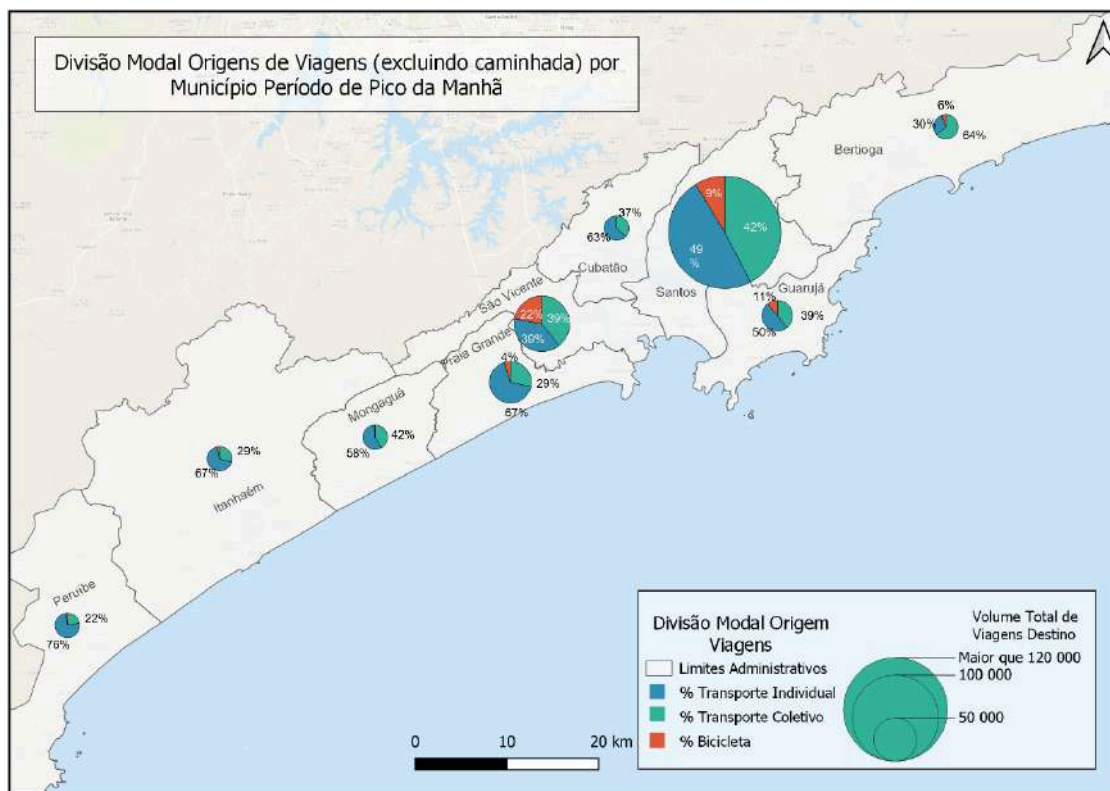 Divisão Modal Origens de Viagens (excluindo caminhada) por
Município Período de Pico da Manhã
6%
30%
64%
Bertioga
9%
42%
49
%
37%
63%
Cubatão
Santos
Guarujá
11%
39%
50%
São Vicente
22%
39%
38%
Praia Grande
4%
29%
67%
Mongaguá
42%
58%
29%
67%
Itanhaém
Peruíbe
22%
76%
Divisão Modal Origem
Viagens
Limites Administrativos
% Transporte Individual
% Transporte Coletivo
% Bicicleta
Volume Total de
Viagens Destino
Maior que 120 000
100 000
50 000
0 10 20 km